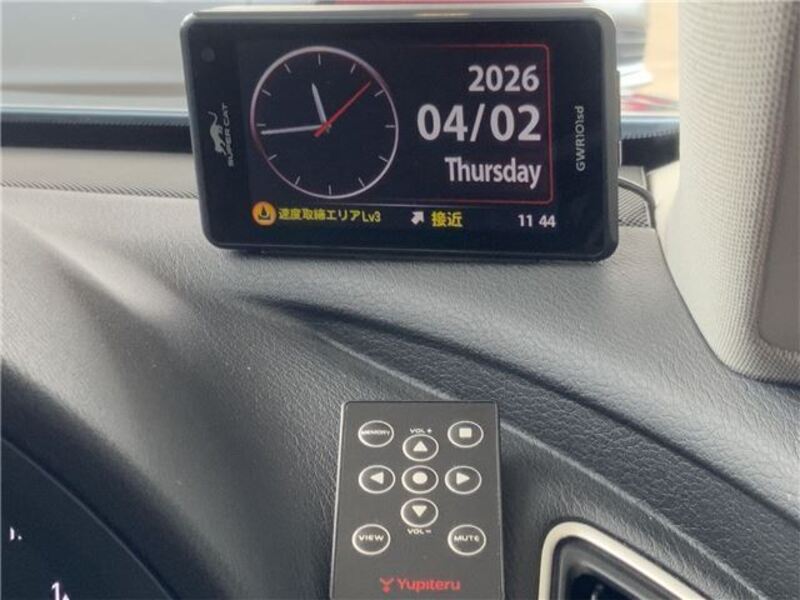 SUPER CAT
2026
04/02
Thursday
GWR101sd
速度取締エリアLv3
接近
11 44
MEMORY
VOL +
VIEW
VOL −
MUTE
Yupiteru
1